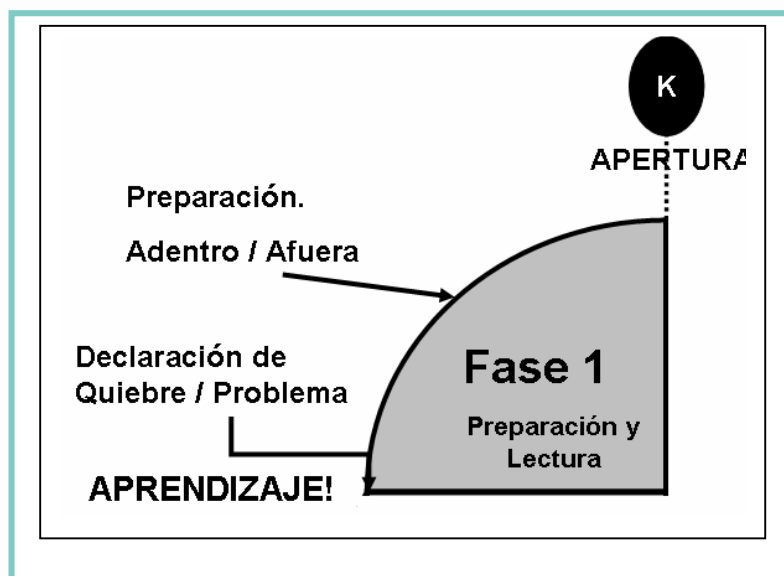 K
APERTURA
Preparación.
Adentro / Afuera
Declaración de
Quiebre / Problema
Fase 1
Preparación y
Lectura
APRENDIZAJE!